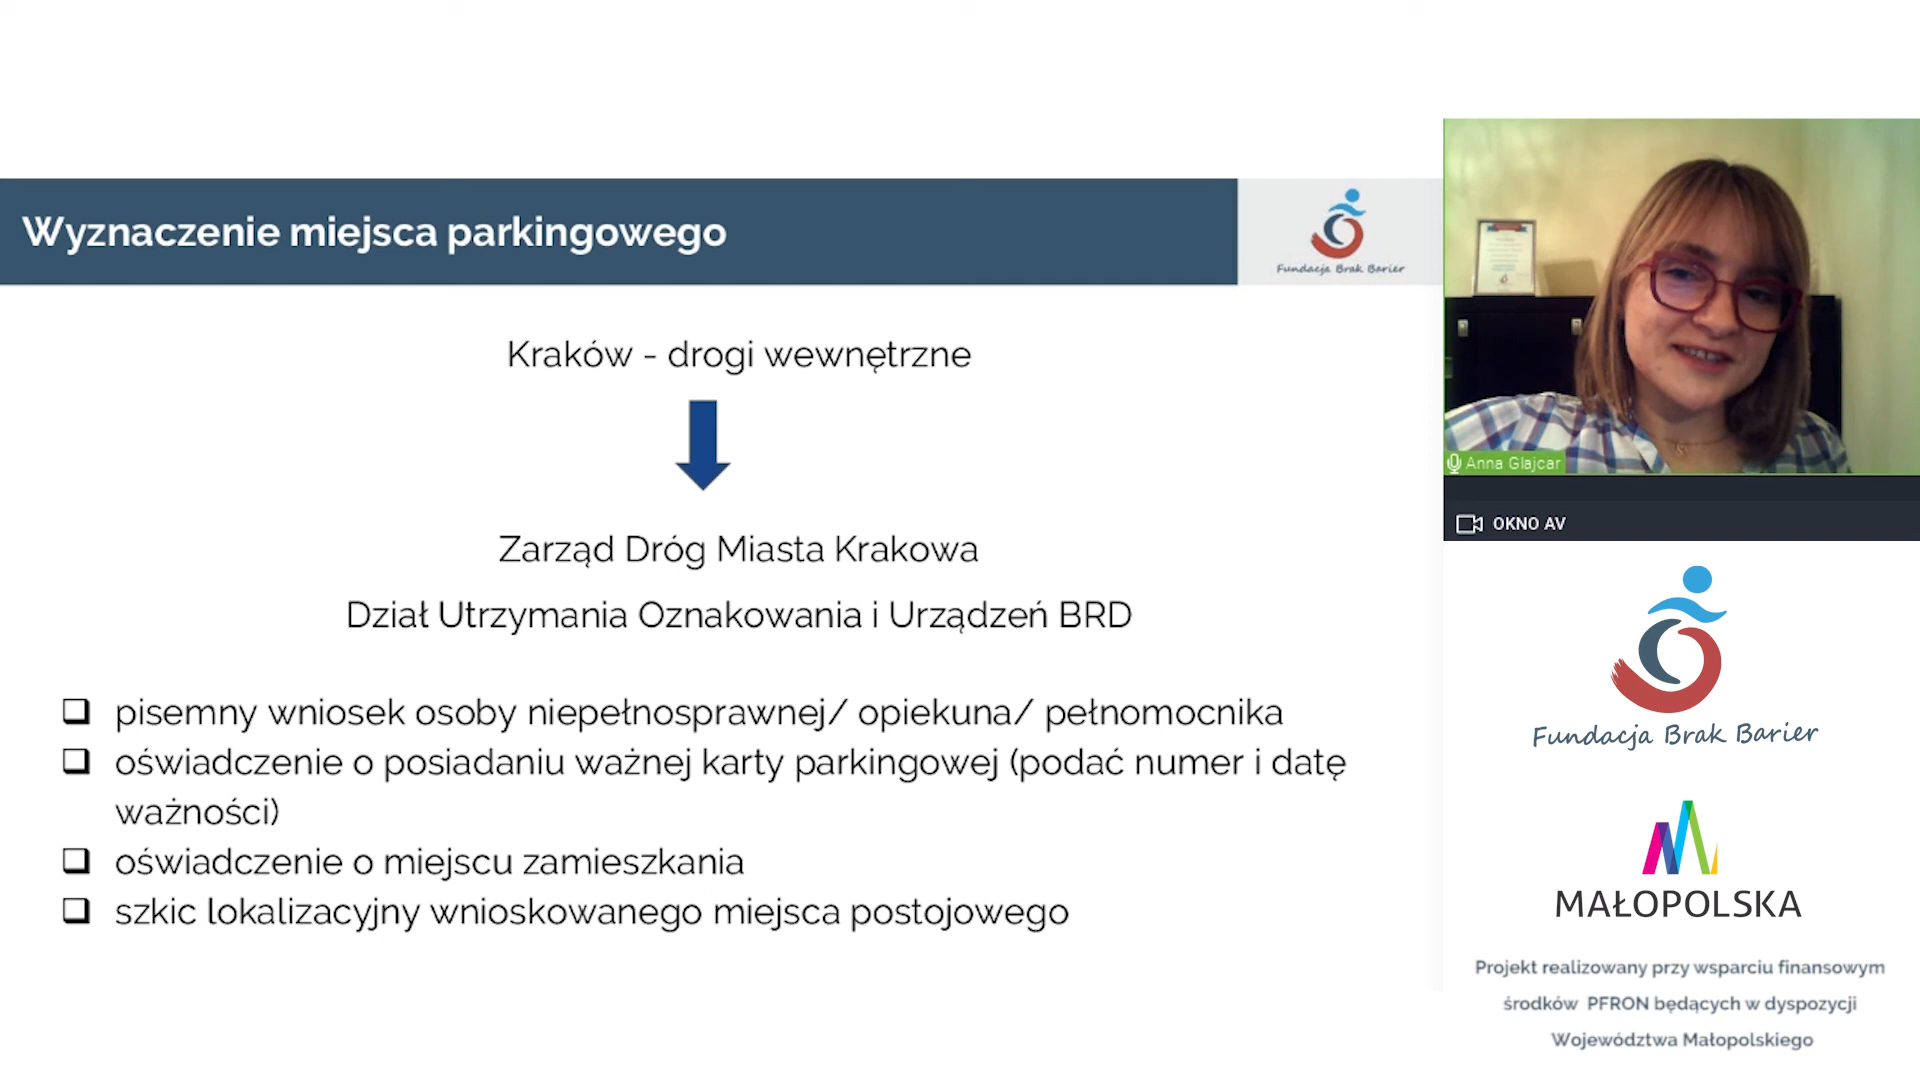 Wyznaczenie miejsca parkingowego
Fundacja Brak Barier
Kraków - drogi wewnętrzne
Zarząd Dróg Miasta Krakowa
Dział Utrzymania Oznakowania i Urządzeń BRD
pisemny wniosek osoby niepełnosprawnej/ opiekuna/ pełnomocnika
oświadczenie o posiadaniu ważnej karty parkingowej (podać numer i datę
ważności)
oświadczenie o miejscu zamieszkania
szkic lokalizacyjny wnioskowanego miejsca postojowego
Anna Glajcar
OKNO AV
Fundacja Brak Barier
MAŁOPOLSKA
Projekt realizowany przy wsparciu finansowym
środków PFRON będących w dyspozycji
Województwa Małopolskiego